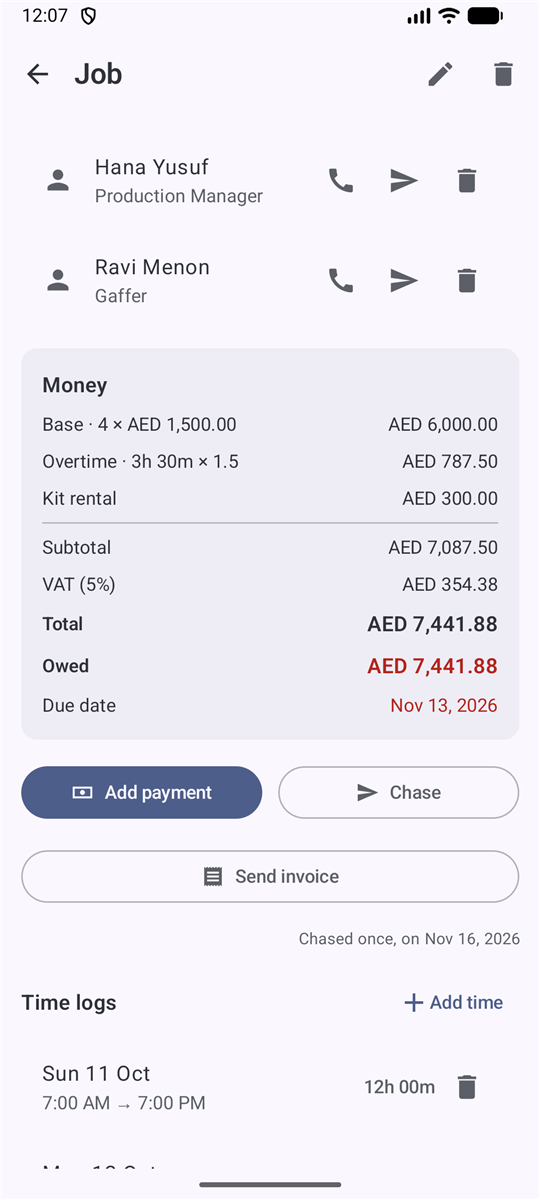 12:07
Job
Hana Yusuf
Production Manager
Ravi Menon
Gaffer
Money
Base · 4 × AED 1,500.00 AED 6,000.00
Overtime · 3h 30m × 1.5 AED 787.50
Kit rental AED 300.00
Subtotal AED 7,087.50
VAT (5%) AED 354.38
Total AED 7,441.88
Owed AED 7,441.88
Due date Nov 13, 2026
Add payment Chase
Send invoice
Chased once, on Nov 16, 2026
Time logs Add time
Sun 11 Oct
12h 00m
7:00 AM → 7:00 PM